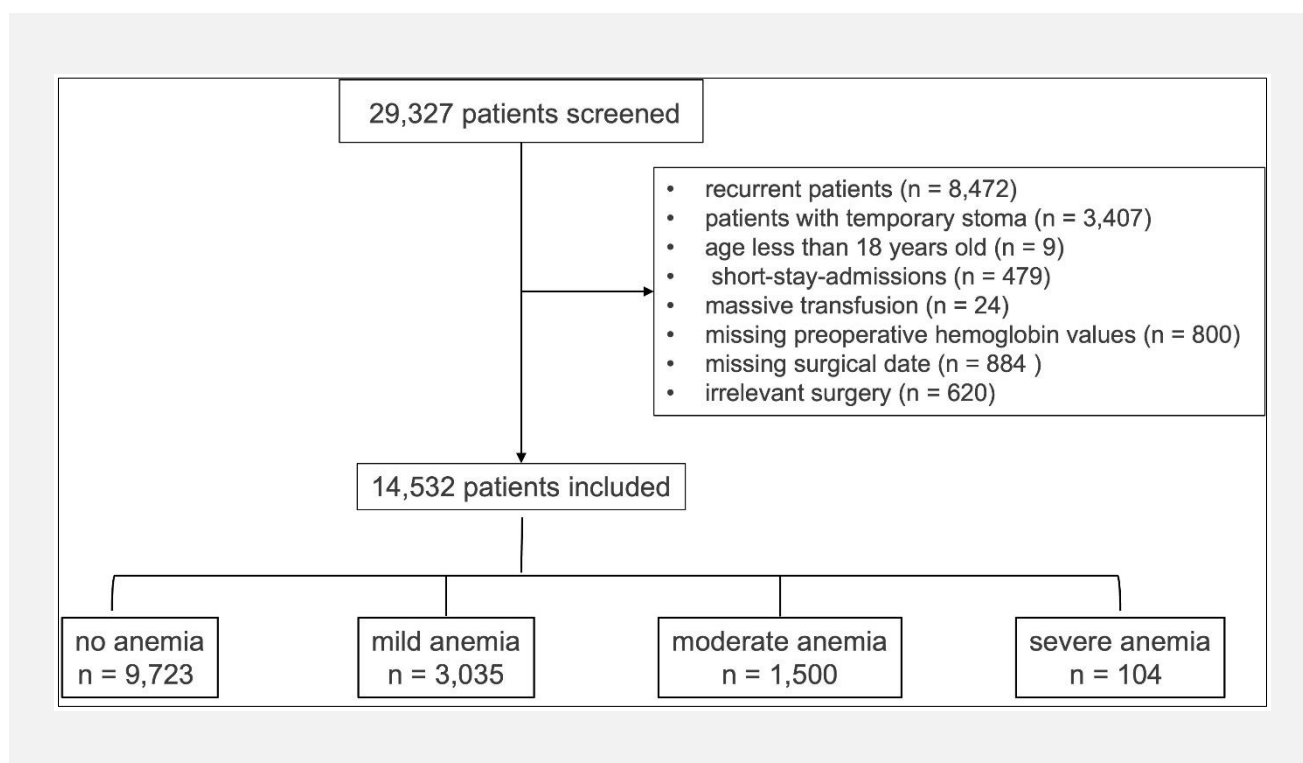 29,327 patients screened
• recurrent patients (n = 8,472)
• patients with temporary stoma (n = 3,407)
• age less than 18 years old (n = 9)
• short-stay-admissions (n = 479)
• massive transfusion (n = 24)
• missing preoperative hemoglobin values (n = 800)
• missing surgical date (n = 884 )
• irrelevant surgery (n = 620)
14,532 patients included
no anemia
n = 9,723
mild anemia
n = 3,035
moderate anemia
n = 1,500
severe anemia
n = 104